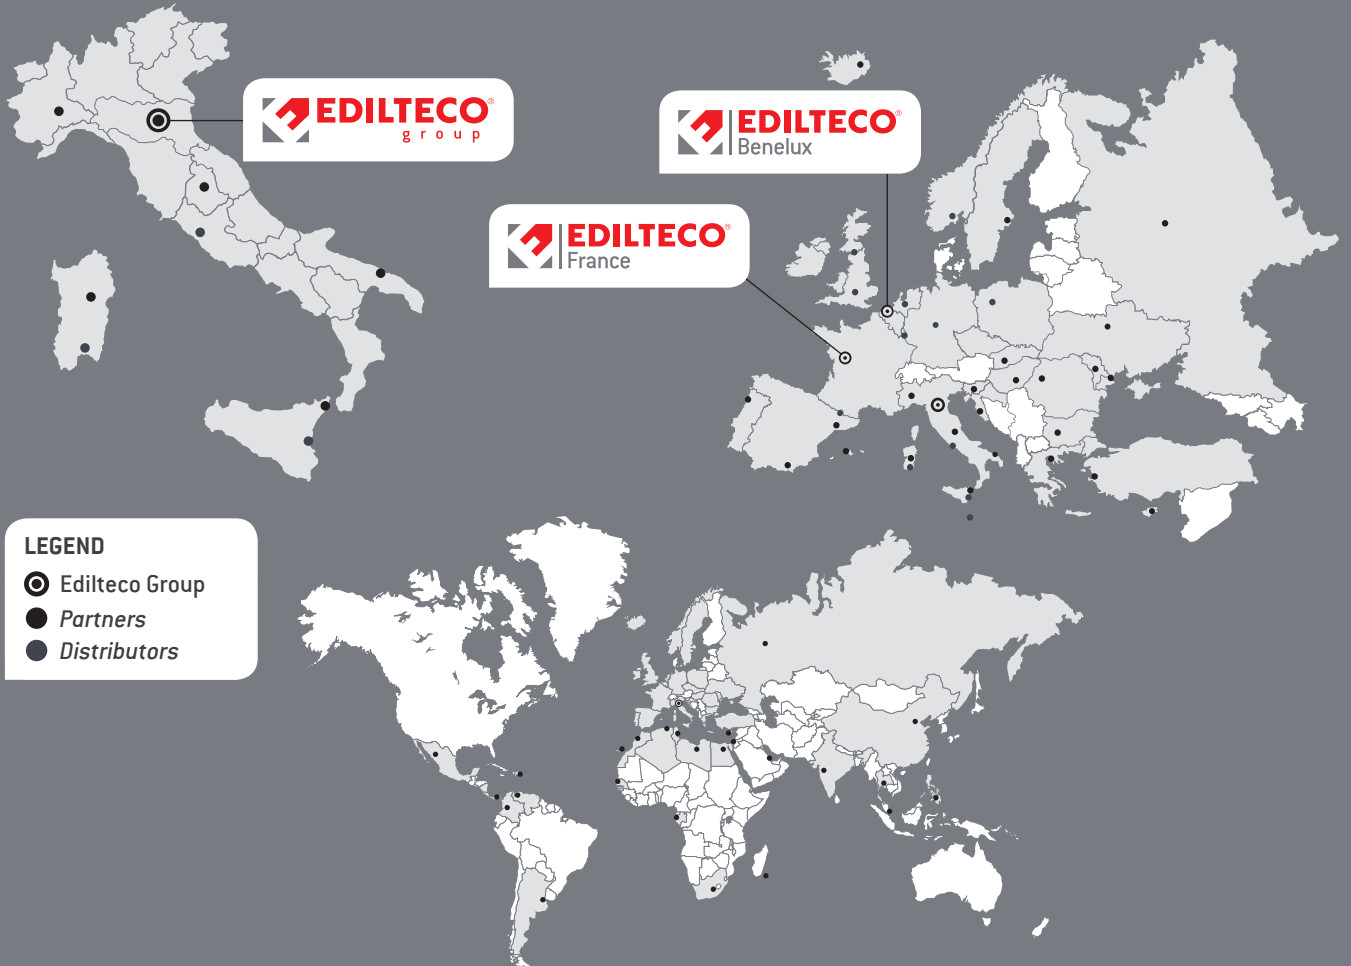 EDILTECO®
group
EDILTECO®
Benelux
EDILTECO®
France
LEGEND
Edilteco Group
Partners
Distributors